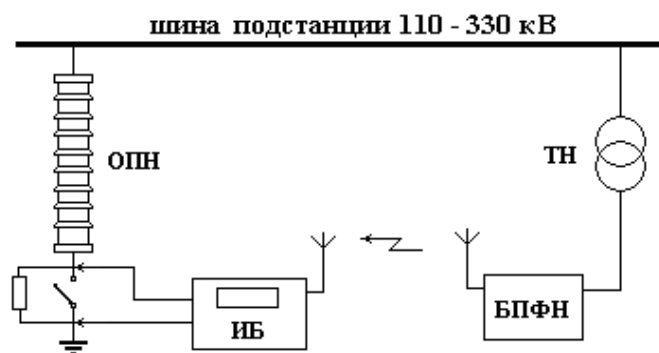 шина подстанции 110 - 330 кВ
ОПН
ТН
ИБ
БПФН